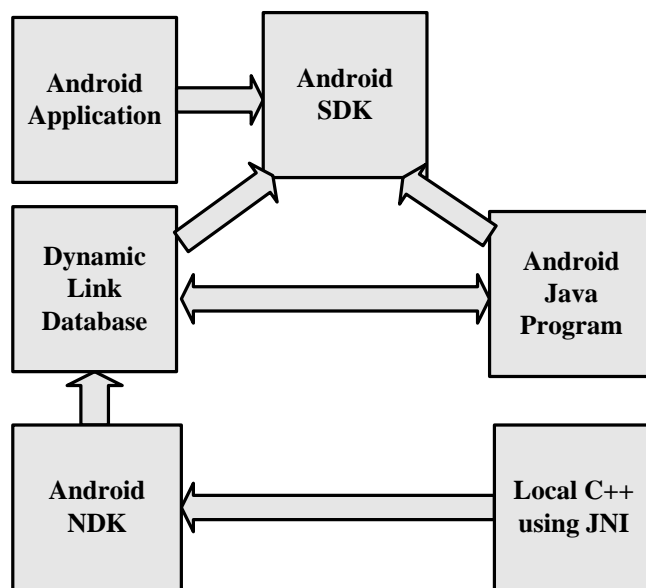 Android
Application
Android
SDK
Dynamic
Link
Database
Android
Java
Program
Android
NDK
Local C++
using JNI